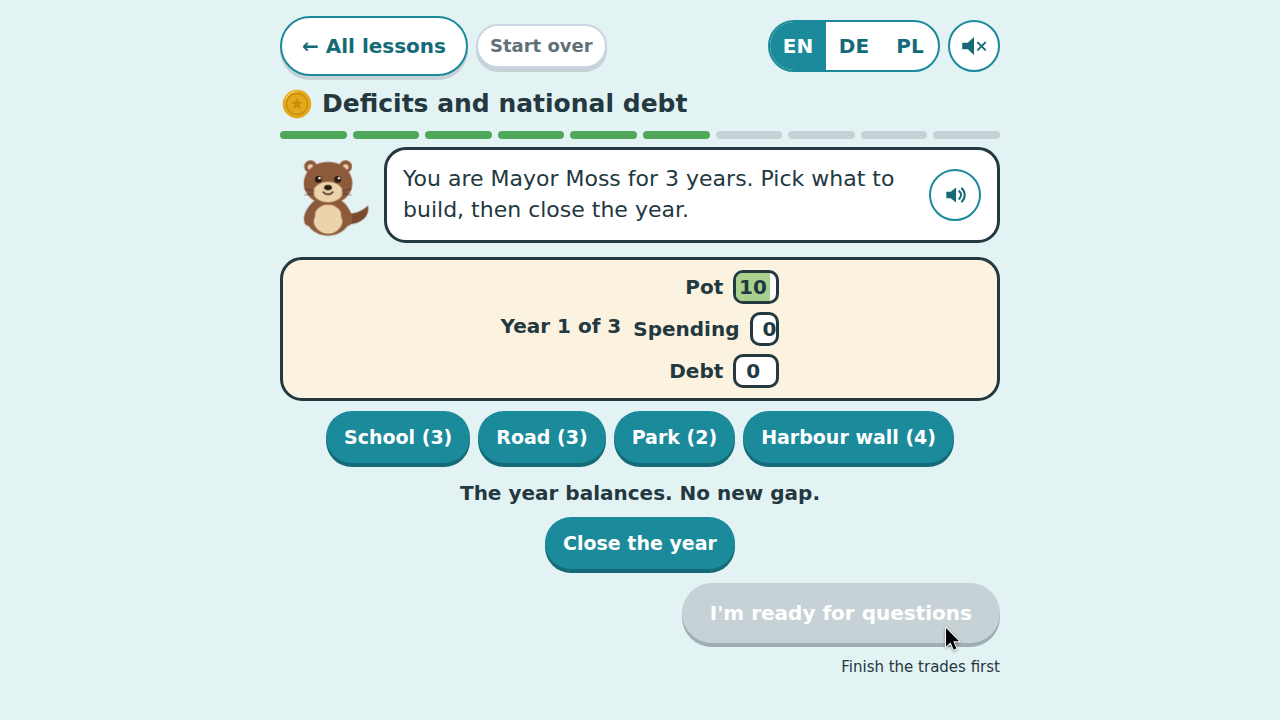 ← All lessons
Start over
EN DE PL
Deficits and national debt
You are Mayor Moss for 3 years. Pick what to
build, then close the year.
Pot 10
Year 1 of 3 Spending 0
Debt 0
School (3) Road (3) Park (2) Harbour wall (4)
The year balances. No new gap.
Close the year
I'm ready for questions
Finish the trades first